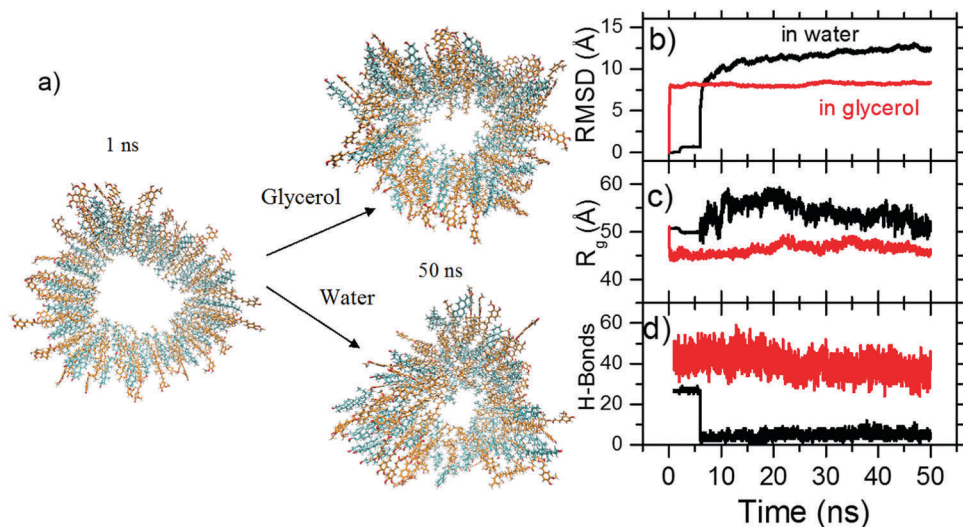 a)
1 ns
Glycerol
50 ns
Water
b)
in water
in glycerol
RMSD (Å)
15
10
5
0
c)
Rg (Å)
60
50
40
d)
H-Bonds
60
40
20
0
0 10 20 30 40 50
Time (ns)